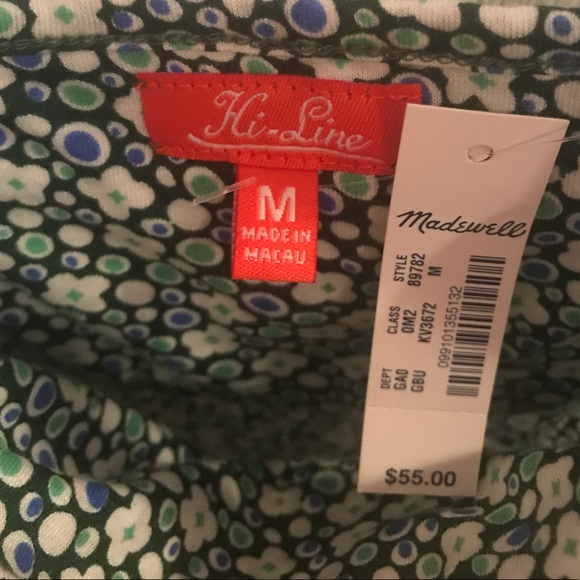 Hi-Line
M
MADE IN
MACAU
Madewell
STYLE
89782
M
CLASS
0M2
KV3672
DEPT
GAO
GBU
099101355132
$55.00